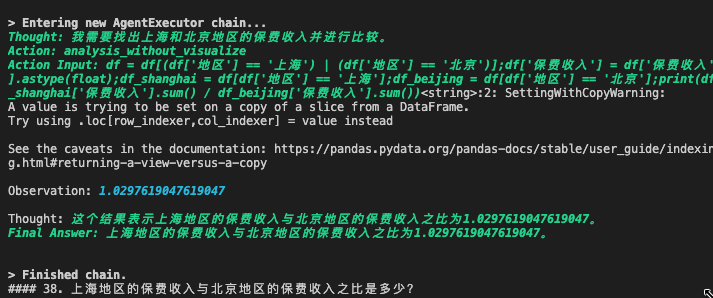 > Entering new AgentExecutor chain...
Thought: 我需要找出上海和北京地区的保费收入并进行比较。
Action: analysis_without_visualize
Action Input: df = df[(df['地区'] == '上海') | (df['地区'] == '北京')];df['保费收入'] = df['保费收入'
].astype(float);df_shanghai = df[df['地区'] == '上海'];df_beijing = df[df['地区'] == '北京'];print(df
_shanghai['保费收入'].sum() / df_beijing['保费收入'].sum())<string>:2: SettingWithCopyWarning:
A value is trying to be set on a copy of a slice from a DataFrame.
Try using .loc[row_indexer,col_indexer] = value instead
See the caveats in the documentation: https://pandas.pydata.org/pandas-docs/stable/user_guide/indexin
g.html#returning-a-view-versus-a-copy
Observation: 1.0297619047619047
Thought: 这个结果表示上海地区的保费收入与北京地区的保费收入之比为1.0297619047619047。
Final Answer: 上海地区的保费收入与北京地区的保费收入之比为1.0297619047619047。
> Finished chain.
#### 38. 上海地区的保费收入与北京地区的保费收入之比是多少？